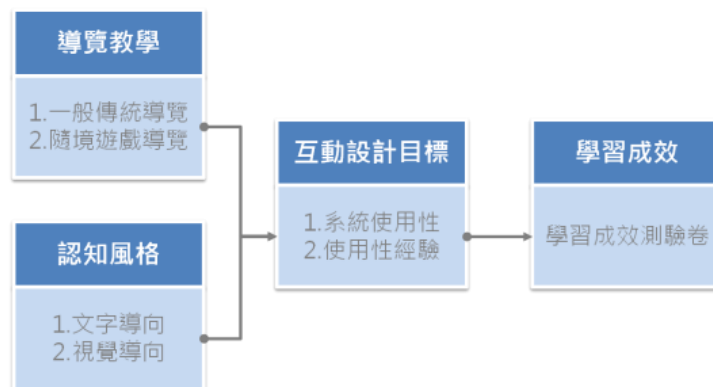 導覽教學
1.一般傳統導覽
2.隨境遊戲導覽
認知風格
1.文字導向
2.視覺導向
互動設計目標
1.系統使用性
2.使用性經驗
學習成效
學習成效測驗卷